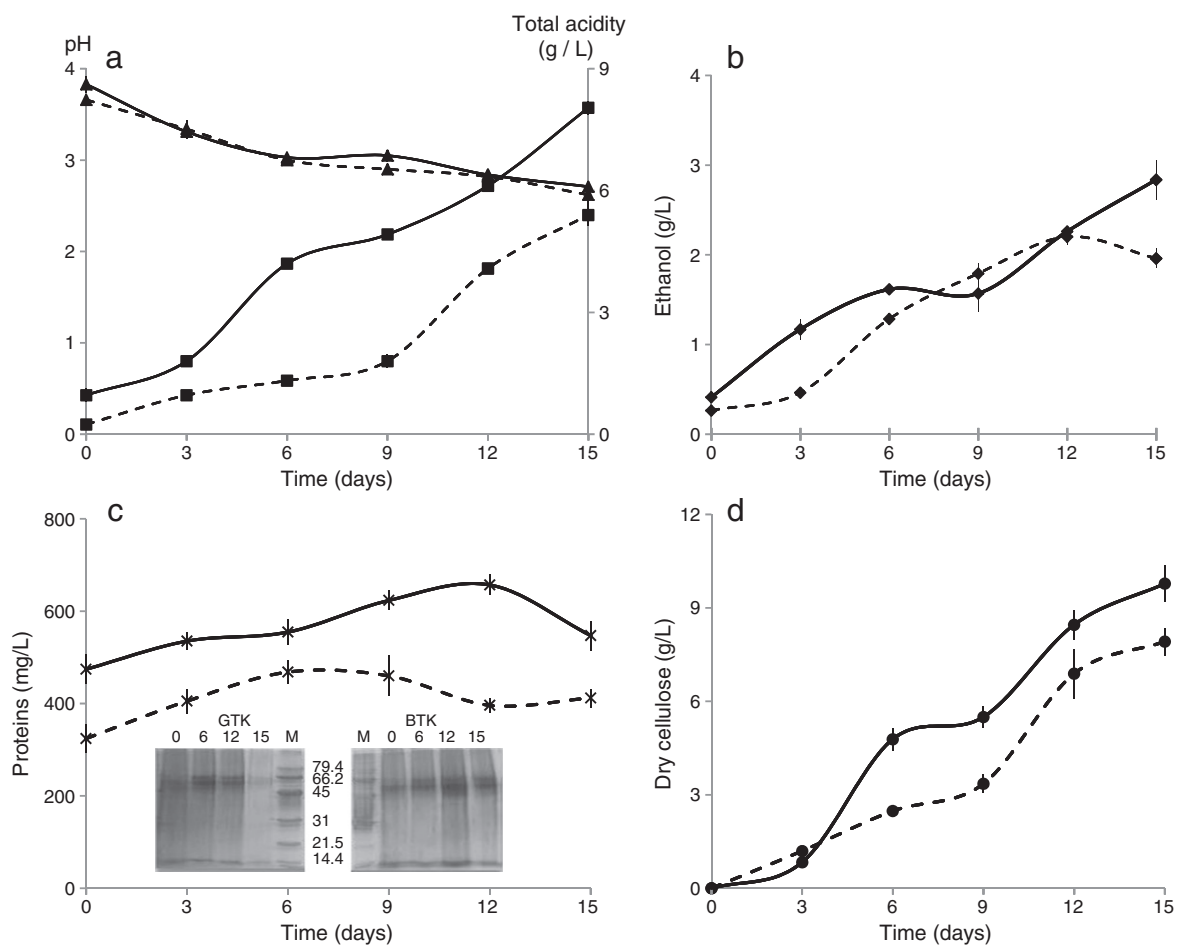 pH
a
Total acidity
(g / L)
4
3
2
1
0
9
6
3
0
0 3 6 9 12 15
Time (days)
b
Ethanol (g/L)
4
3
2
1
0
0 3 6 9 12 15
Time (days)
c
Proteins (mg/L)
800
600
400
200
0
GTK
0 6 12 15 M
BTK
M 0 6 12 15
79.4
66.2
45
31
21.5
14.4
0 3 6 9 12 15
Time (days)
d
Dry cellulose (g/L)
12
9
6
3
0
0 3 6 9 12 15
Time (days)